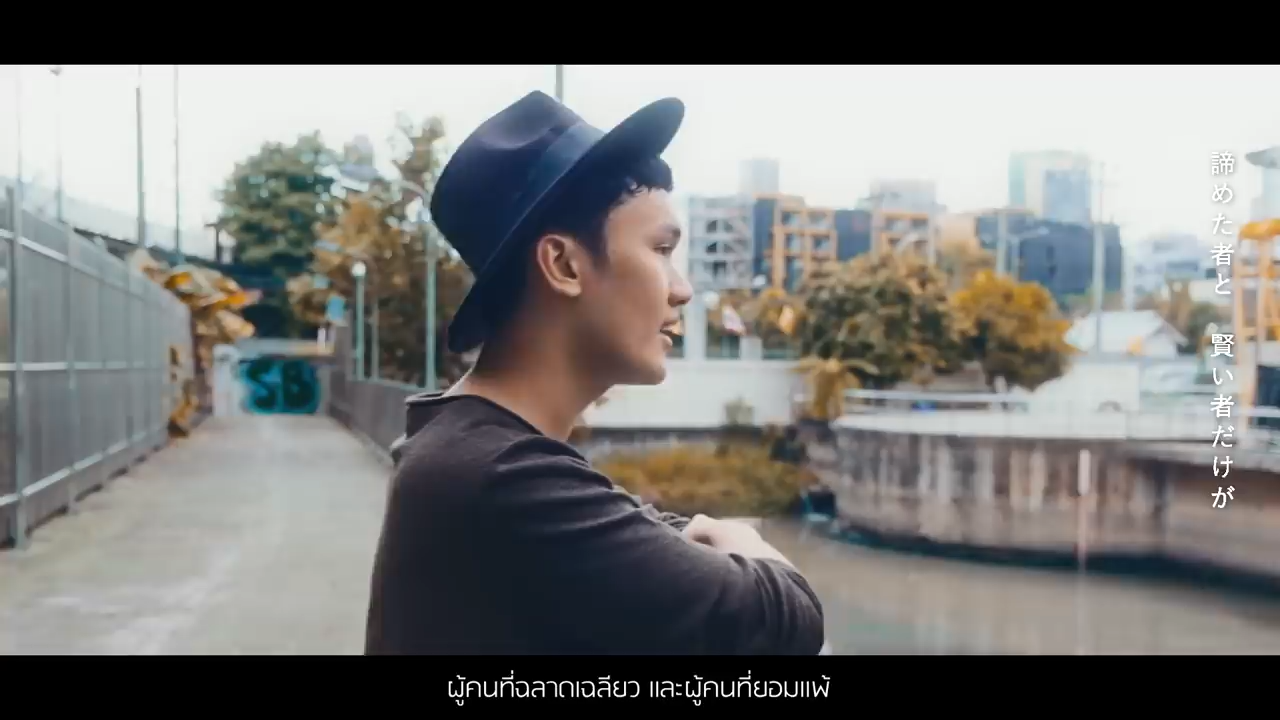 諦めた者と 賢い者だけが
SB
ผู้คนที่ฉลาดเฉลียว และผู้คนที่ยอมแพ้